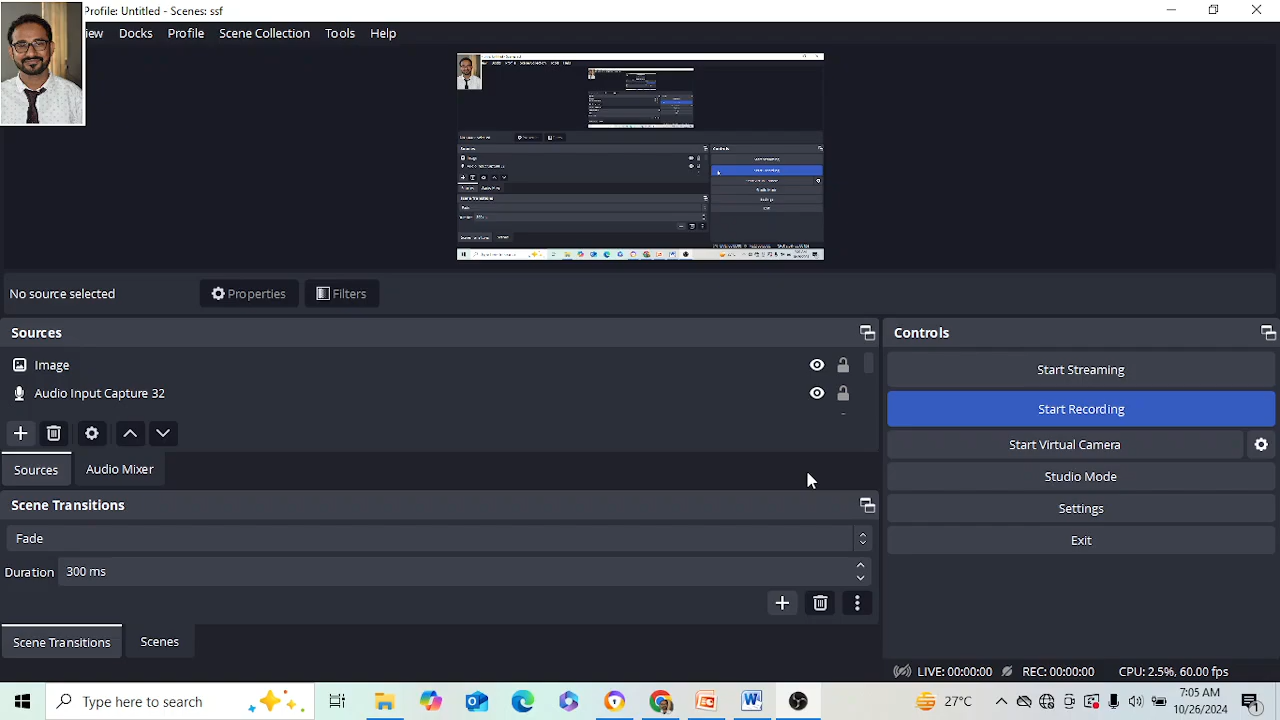 Profile: Untitled - Scenes: ssf
iew Docks Profile Scene Collection Tools Help
No source selected
Properties
Filters
Sources
Image
Audio Input Capture 32
Sources
Audio Mixer
Scene Transitions
Fade
Duration 300 ms
Scene Transitions
Scenes
Controls
Start Streaming
Start Recording
Start Virtual Camera
Studio Mode
Settings
Exit
LIVE: 00:00:00 REC: 00:00:00 CPU: 2.5%, 60.00 fps
Type here to search
27°C
7:05 AM
10/26/2024
1